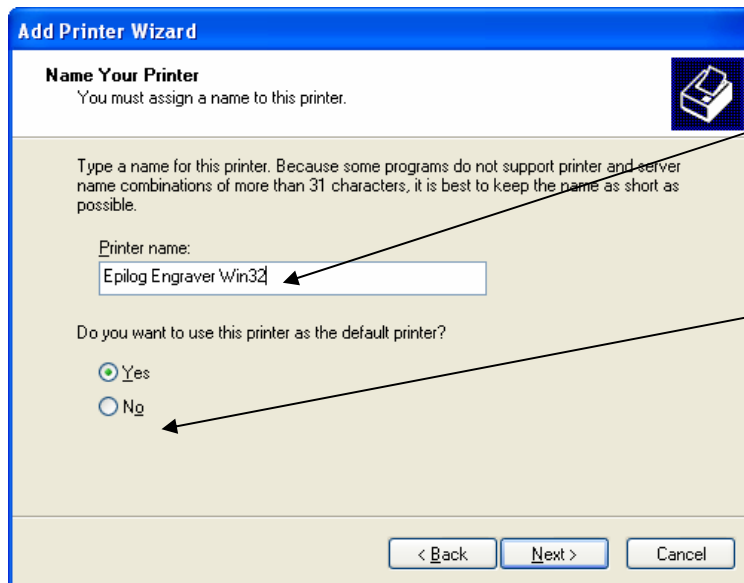 Add Printer Wizard
Name Your Printer
You must assign a name to this printer.
Type a name for this printer. Because some programs do not support printer and server
name combinations of more than 31 characters, it is best to keep the name as short as
possible.
Printer name:
Epilog Engraver Win32
Do you want to use this printer as the default printer?
Yes
No
< Back Next > Cancel